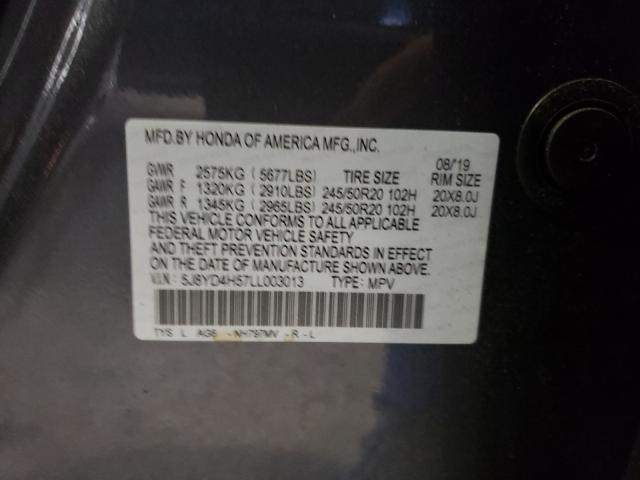 MFD.BY HONDA OF AMERICA MFG.,INC.
08/19
GVWR 2575KG ( 5677LBS) TIRE SIZE RIM SIZE
GAWR F 1320KG ( 2910LBS) 245/50R20 102H 20X8.0J
GAWR R 1345KG ( 2965LBS) 245/50R20 102H 20X8.0J
THIS VEHICLE CONFORMS TO ALL APPLICABLE
FEDERAL MOTOR VEHICLE SAFETY
AND THEFT PREVENTION STANDARDS IN EFFECT
ON THE DATE OF MANUFACTURE SHOWN ABOVE.
V.I.N.: 5J8YD4H57LL003013 TYPE: MPV
TYS L AG6 -NH797MV -R-L